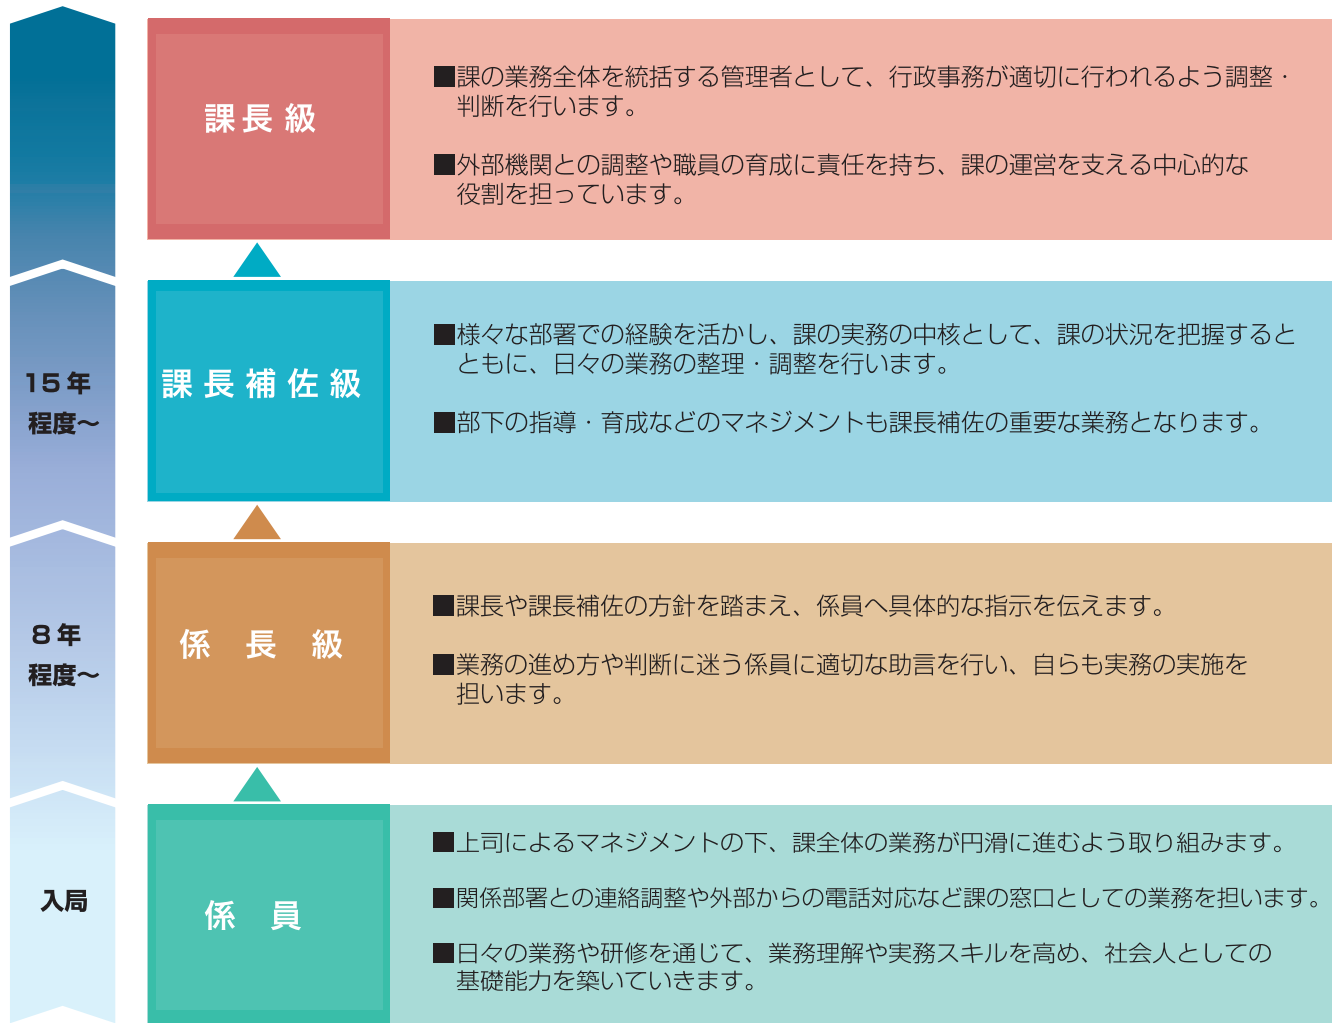 課長級
■課の業務全体を統括する管理者として、行政事務が適切に行われるよう調整・
判断を行います。
■外部機関との調整や職員の育成に責任を持ち、課の運営を支える中心的な
役割を担っています。
15年
程度～
課長補佐級
■様々な部署での経験を活かし、課の実務の中核として、課の状況を把握すると
ともに、日々の業務の整理・調整を行います。
■部下の指導・育成などのマネジメントも課長補佐の重要な業務となります。
8年
程度～
係長級
■課長や課長補佐の方針を踏まえ、係員へ具体的な指示を伝えます。
■業務の進め方や判断に迷う係員に適切な助言を行い、自らも実務の実施を
担います。
入局
係員
■上司によるマネジメントの下、課全体の業務が円滑に進むよう取り組みます。
■関係部署との連絡調整や外部からの電話対応など課の窓口としての業務を担います。
■日々の業務や研修を通じて、業務理解や実務スキルを高め、社会人としての
基礎能力を築いていきます。